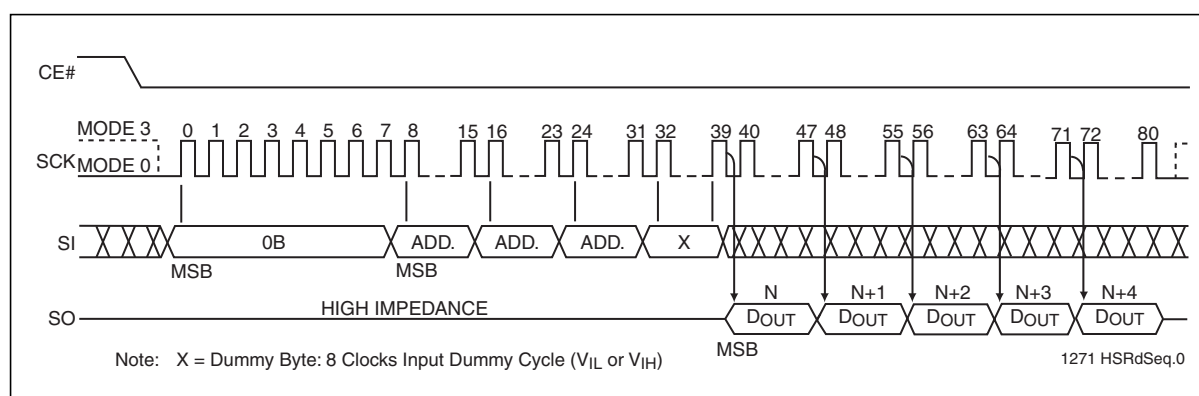 CE#
MODE 3
0 1 2 3 4 5 6 7 8 15 16 23 24 31 32 39 40 47 48 55 56 63 64 71 72 80
SCK MODE 0
SI 0B ADD. ADD. ADD. X
MSB MSB
N N+1 N+2 N+3 N+4
SO HIGH IMPEDANCE DOUT DOUT DOUT DOUT DOUT
MSB
Note: X = Dummy Byte: 8 Clocks Input Dummy Cycle (VIL or VIH)
1271 HSRdSeq.0